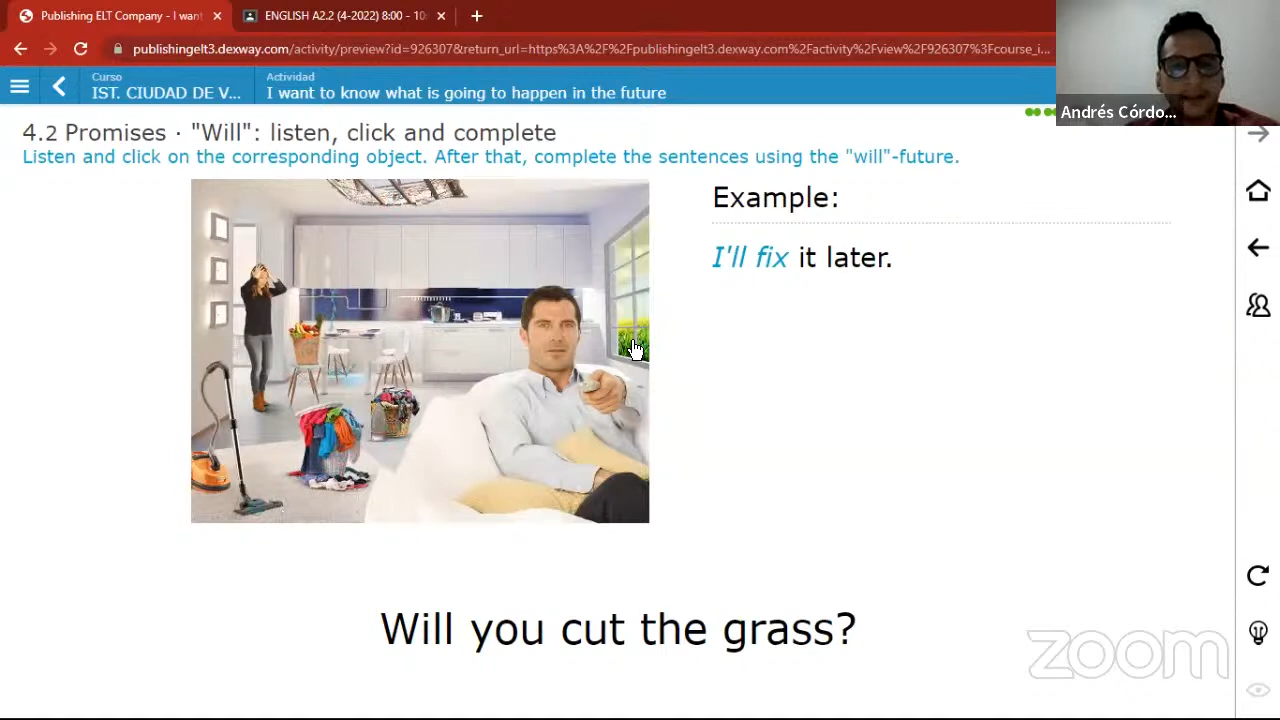 Publishing ELT Company - I want
ENGLISH A2.2 (4-2022) 8:00 - 10:
publishingelt3.dexway.com/activity/preview?id=926307&return_url=https%3A%2F%2Fpublishingelt3.dexway.com%2Factivity%2Fview%2F926307%3Fcourse_i...
Curso
IST. CIUDAD DE V...
Actividad
I want to know what is going to happen in the future
Andrés Córdo...
4.2 Promises · "Will": listen, click and complete
Listen and click on the corresponding object. After that, complete the sentences using the "will"-future.
Example:
I'll fix it later.
Will you cut the grass?
zoom